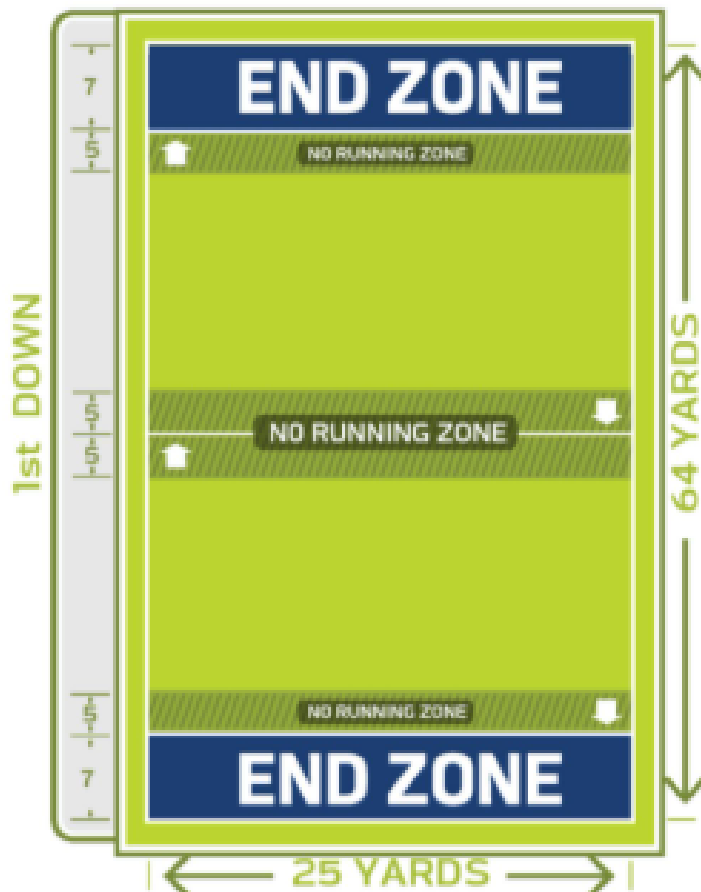 END ZONE
7
5
NO RUNNING ZONE
1st DOWN
5
NO RUNNING ZONE
5
64 YARDS
5
NO RUNNING ZONE
END ZONE
7
25 YARDS